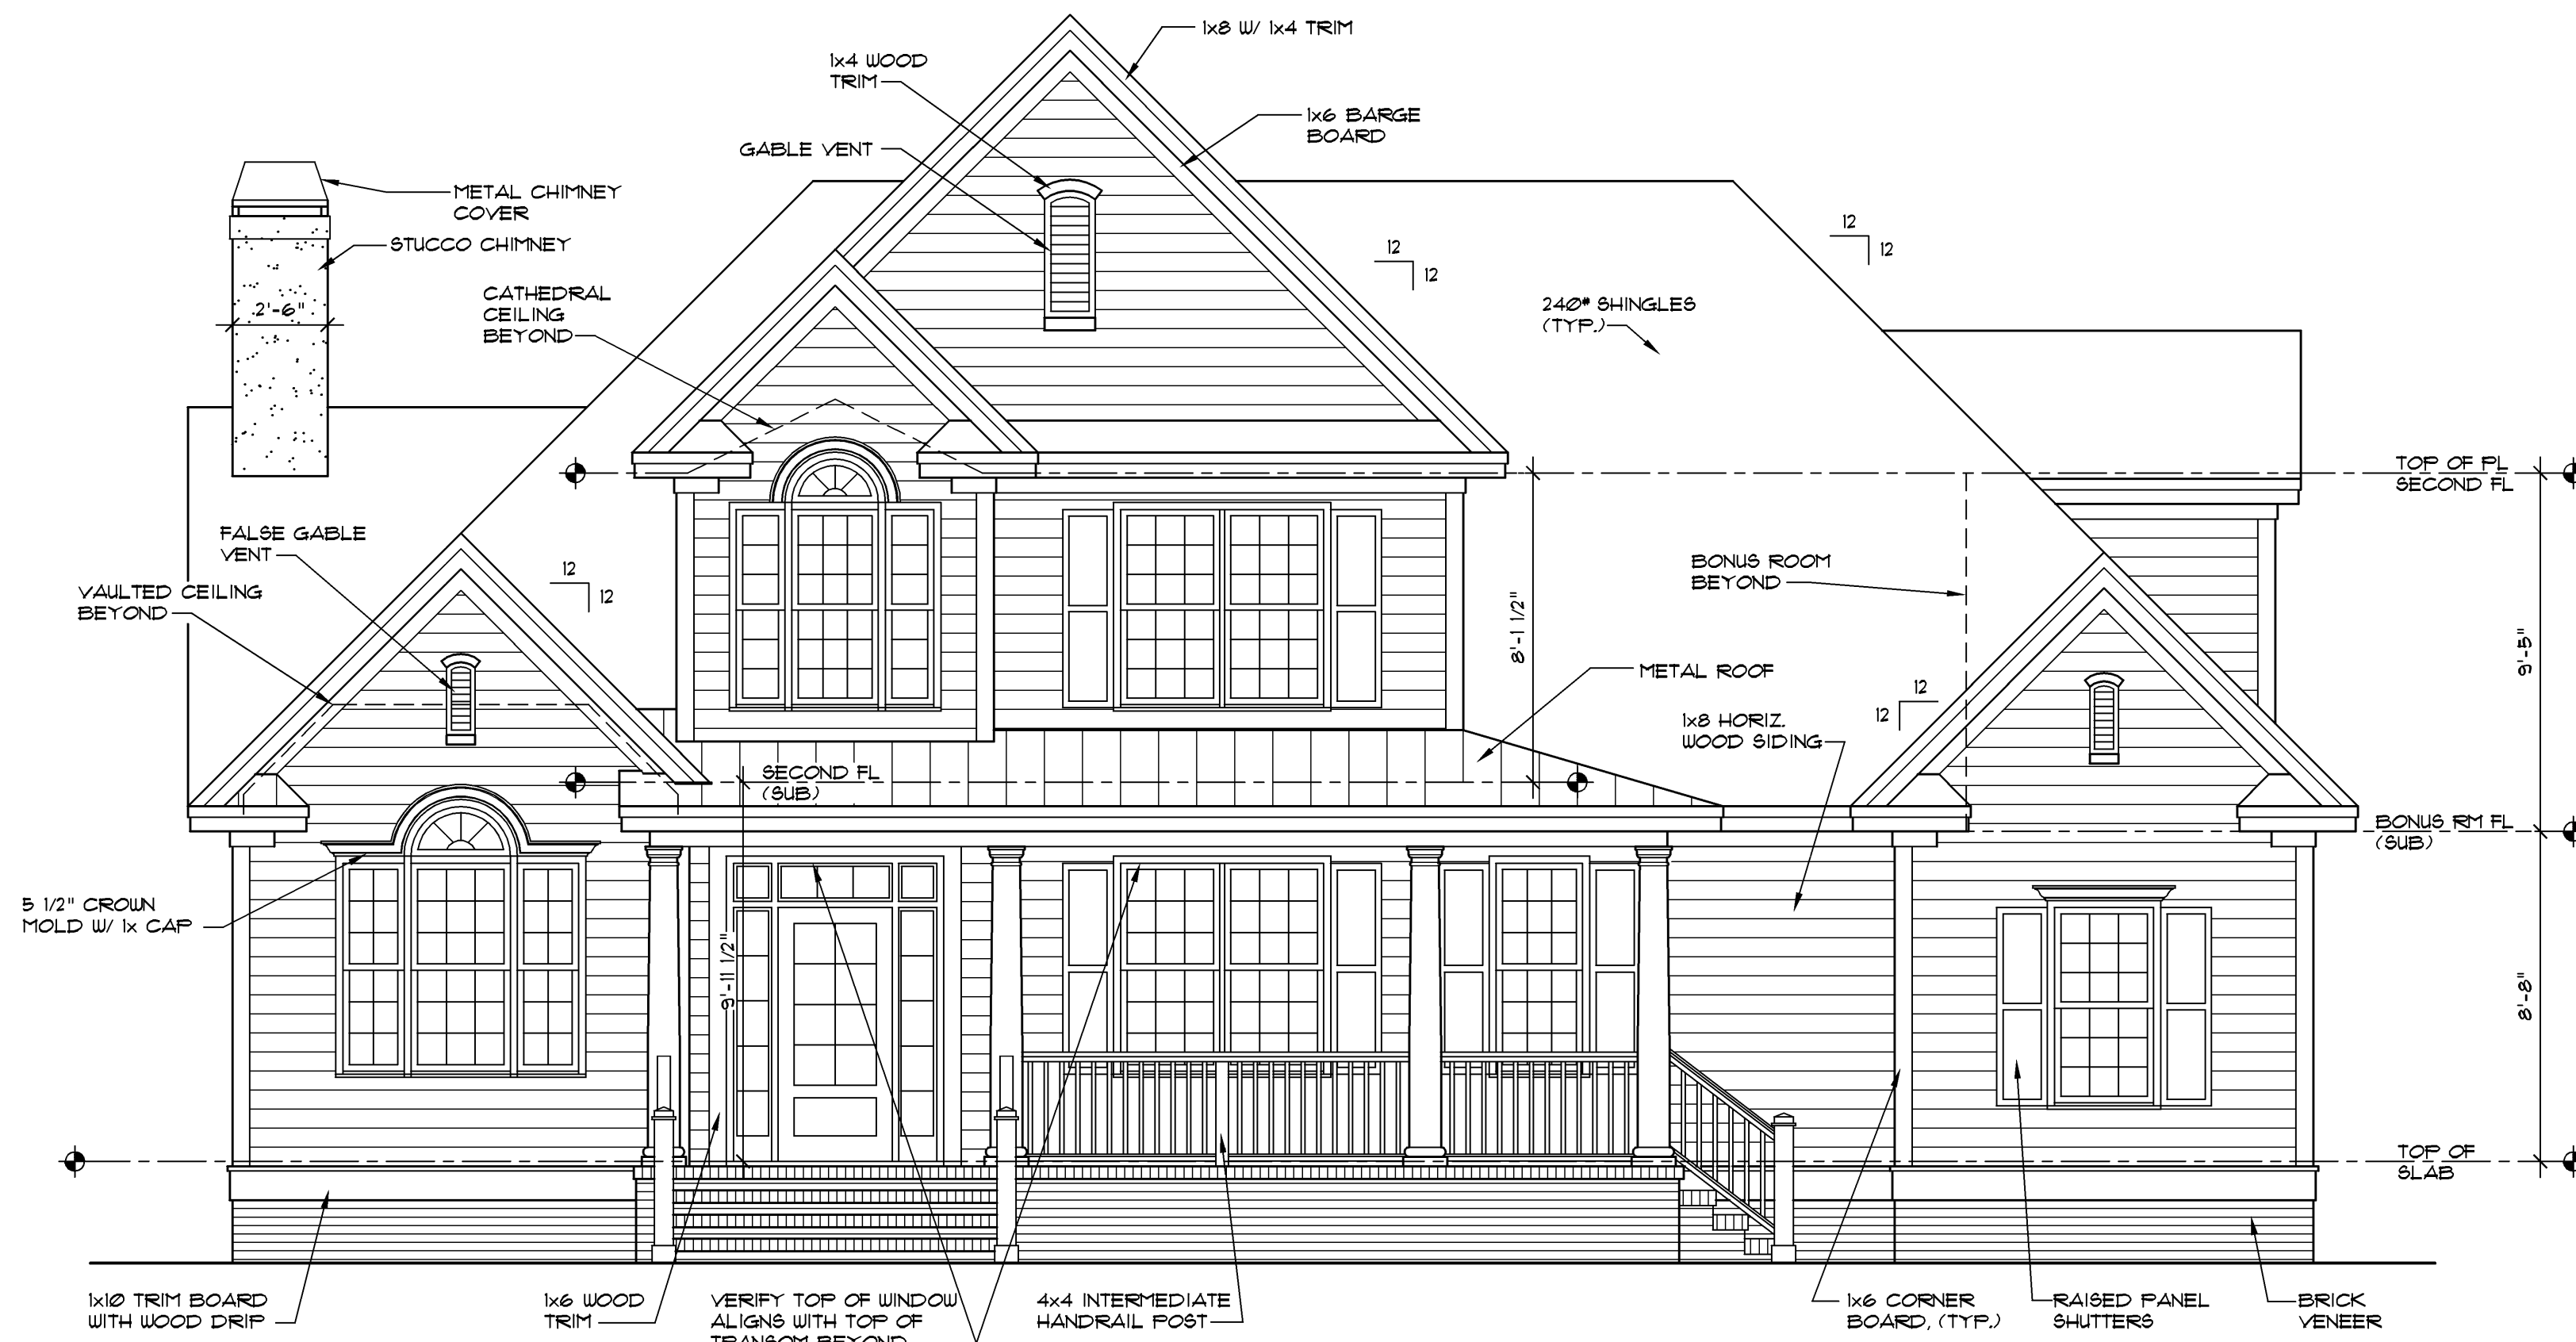 1x8 W/ 1x4 TRIM
1x4 WOOD
TRIM
1x6 BARGE
BOARD
GABLE VENT
METAL CHIMNEY
COVER
STUCCO CHIMNEY
12
12
12
12
CATHEDRAL
CEILING
BEYOND
2'-6"
240# SHINGLES
(TYP.)
TOP OF PL
SECOND FL
FALSE GABLE
VENT
12
12
VAULTED CEILING
BEYOND
BONUS ROOM
BEYOND
8'-1 1/2"
9'-5"
METAL ROOF
12
12
1x8 HORIZ.
WOOD SIDING
SECOND FL
(SUB)
BONUS RM FL
(SUB)
5 1/2" CROWN
MOLD W/ 1x CAP
9'-11 1/2"
8'-8"
TOP OF
SLAB
1x10 TRIM BOARD
WITH WOOD DRIP
1x6 WOOD
TRIM
VERIFY TOP OF WINDOW
ALIGNS WITH TOP OF
TRANSOM BEYOND
4x4 INTERMEDIATE
HANDRAIL POST
1x6 CORNER
BOARD, (TYP.)
RAISED PANEL
SHUTTERS
BRICK
VENEER